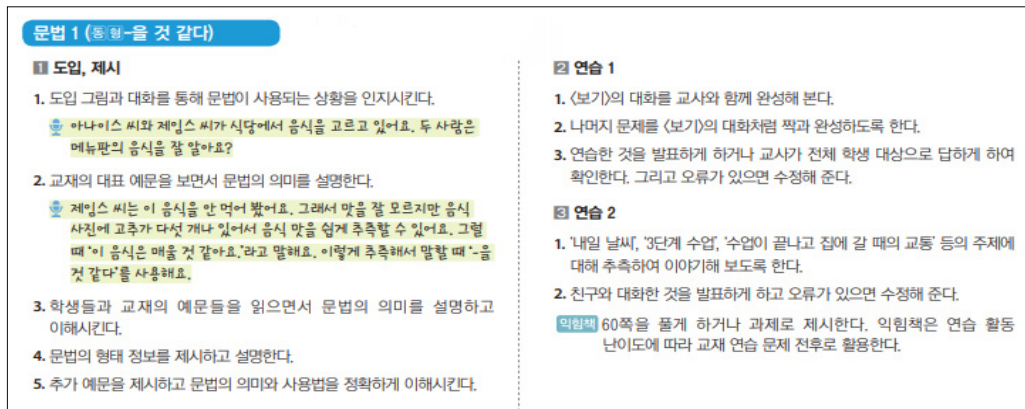 문법 1 (동형-을 것 같다)
1 도입, 제시
1. 도입 그림과 대화를 통해 문법이 사용되는 상황을 인지시킨다.
아나이스 씨와 제임스 씨가 식당에서 음식을 고르고 있어요. 두 사람은
메뉴판의 음식을 잘 알아요?
2. 교재의 대표 예문을 보면서 문법의 의미를 설명한다.
제임스 씨는 이 음식을 안 먹어 봤어요. 그래서 맛을 잘 모르지만 음식
사진에 고추가 다섯 개나 있어서 음식 맛을 쉽게 추측할 수 있어요. 그럴
때 ‘이 음식은 매울 것 같아요.’라고 말해요. 이렇게 추측해서 말할 때 ‘-을
것 같다’를 사용해요.
3. 학생들과 교재의 예문들을 읽으면서 문법의 의미를 설명하고
이해시킨다.
4. 문법의 형태 정보를 제시하고 설명한다.
5. 추가 예문을 제시하고 문법의 의미와 사용법을 정확하게 이해시킨다.
2 연습 1
1. 〈보기〉의 대화를 교사와 함께 완성해 본다.
2. 나머지 문제를 〈보기〉의 대화처럼 짝과 완성하도록 한다.
3. 연습한 것을 발표하게 하거나 교사가 전체 학생 대상으로 답하게 하여
확인한다. 그리고 오류가 있으면 수정해 준다.
3 연습 2
1. ‘내일 날씨’, ‘3단계 수업’, ‘수업이 끝나고 집에 갈 때의 교통’ 등의 주제에
대해 추측하여 이야기해 보도록 한다.
2. 친구와 대화한 것을 발표하게 하고 오류가 있으면 수정해 준다.
익힘책 60쪽을 풀게 하거나 과제로 제시한다. 익힘책은 연습 활동
난이도에 따라 교재 연습 문제 전후로 활용한다.